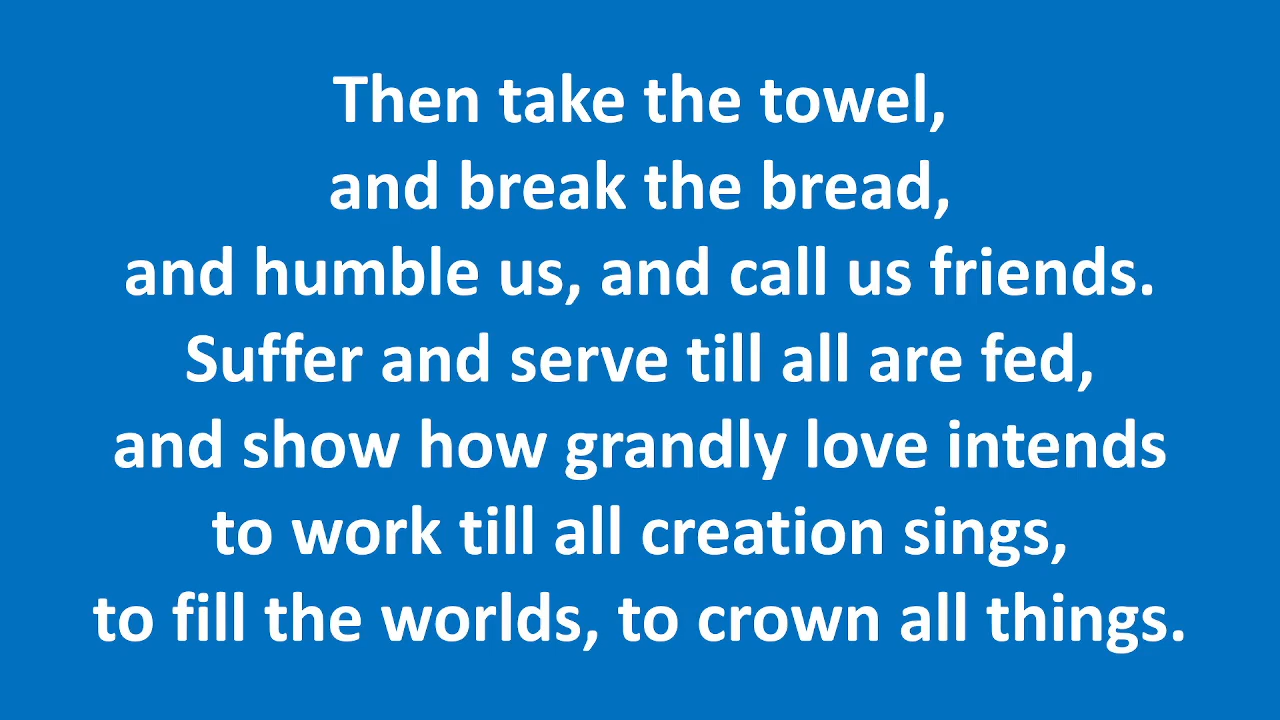 Then take the towel,
and break the bread,
and humble us, and call us friends.
Suffer and serve till all are fed,
and show how grandly love intends
to work till all creation sings,
to fill the worlds, to crown all things.